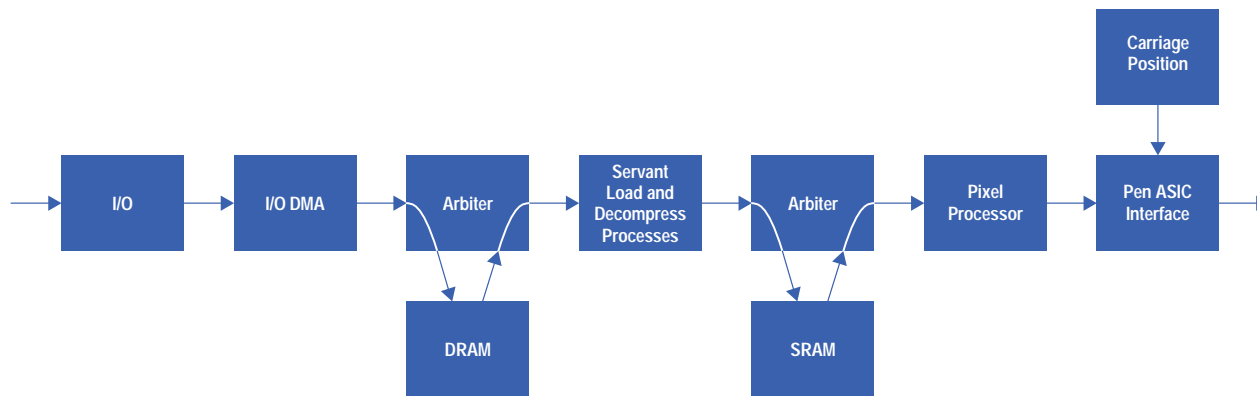 Carriage
Position
I/O
I/O DMA
Arbiter
Servant
Load and
Decompress
Processes
Arbiter
Pixel
Processor
Pen ASIC
Interface
DRAM
SRAM